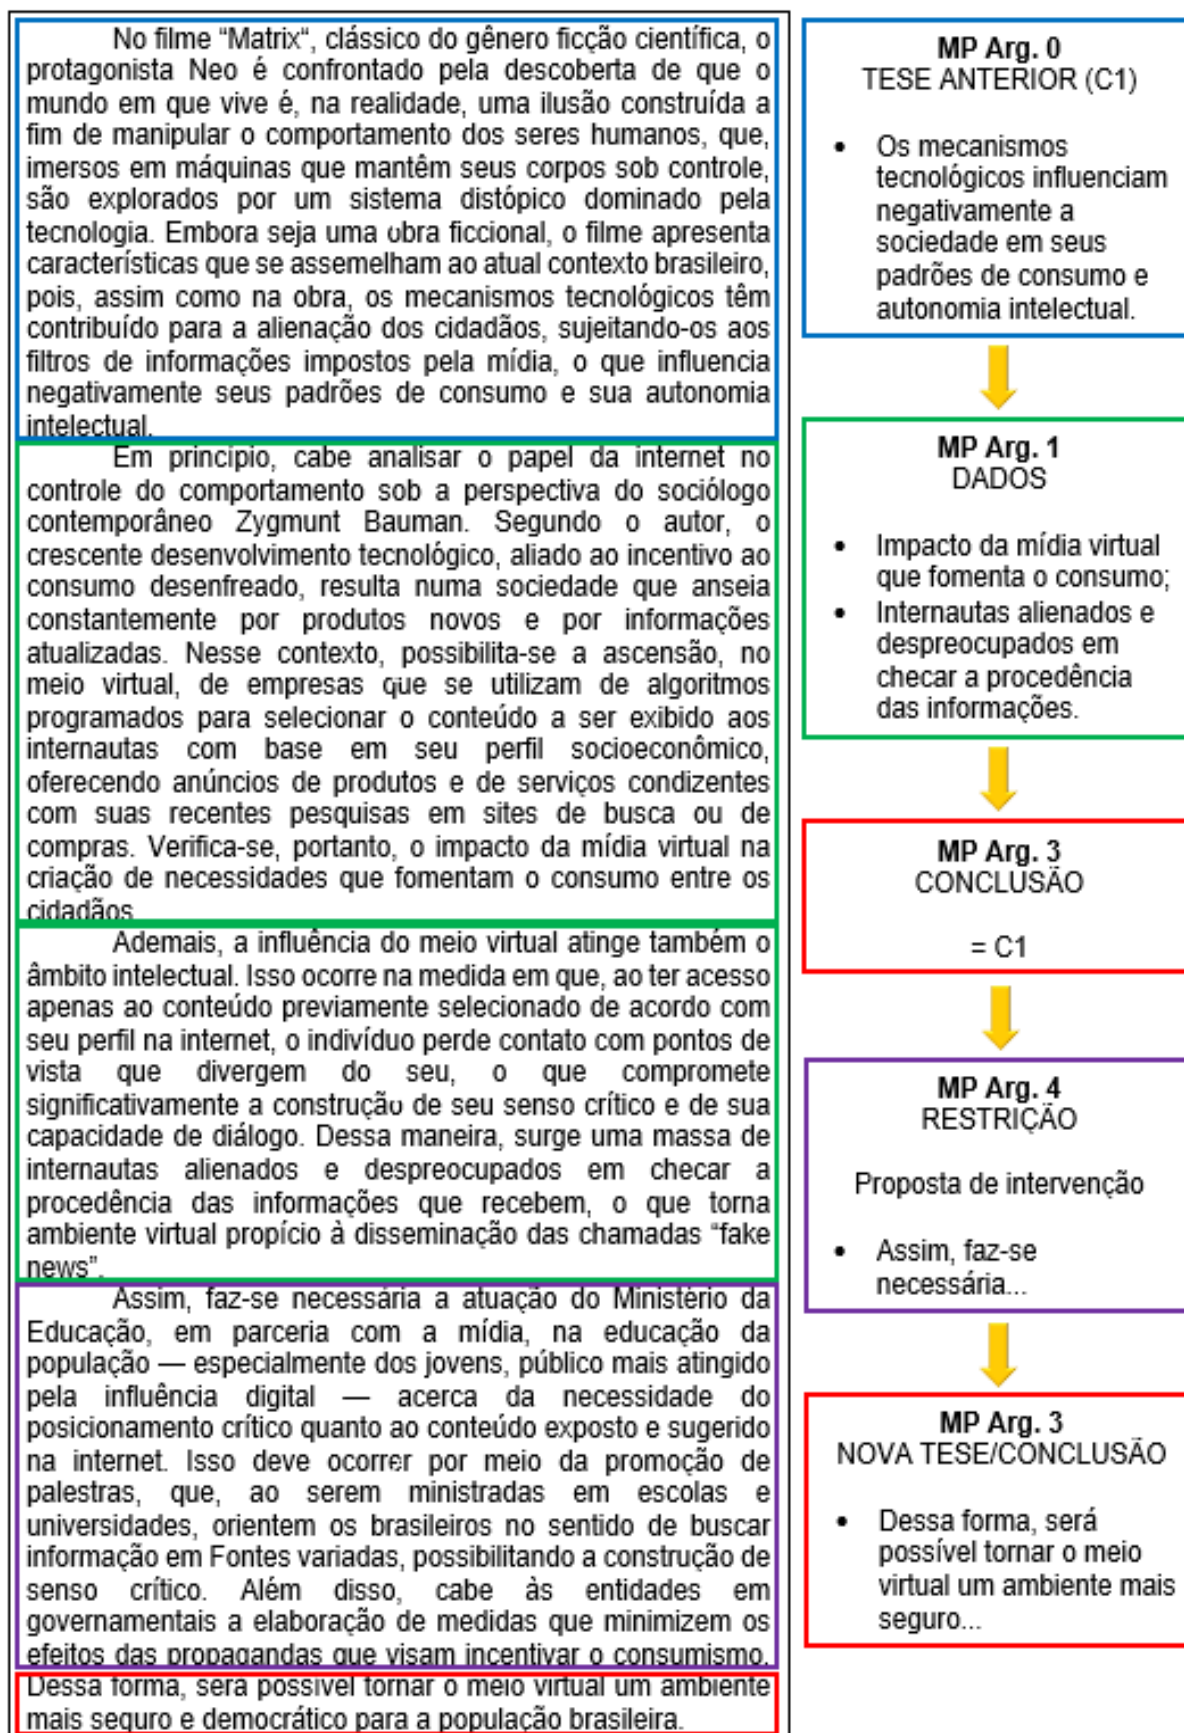 No filme “Matrix“, clássico do gênero ficção científica, o
protagonista Neo é confrontado pela descoberta de que o
mundo em que vive é, na realidade, uma ilusão construída a
fim de manipular o comportamento dos seres humanos, que,
imersos em máquinas que mantêm seus corpos sob controle,
são explorados por um sistema distópico dominado pela
tecnologia. Embora seja uma obra ficcional, o filme apresenta
características que se assemelham ao atual contexto brasileiro,
pois, assim como na obra, os mecanismos tecnológicos têm
contribuído para a alienação dos cidadãos, sujeitando-os aos
filtros de informações impostos pela mídia, o que influencia
negativamente seus padrões de consumo e sua autonomia
intelectual.
Em princípio, cabe analisar o papel da internet no
controle do comportamento sob a perspectiva do sociólogo
contemporâneo Zygmunt Bauman. Segundo o autor, o
crescente desenvolvimento tecnológico, aliado ao incentivo ao
consumo desenfreado, resulta numa sociedade que anseia
constantemente por produtos novos e por informações
atualizadas. Nesse contexto, possibilita-se a ascensão, no
meio virtual, de empresas que se utilizam de algoritmos
programados para selecionar o conteúdo a ser exibido aos
internautas com base em seu perfil socioeconômico,
oferecendo anúncios de produtos e de serviços condizentes
com suas recentes pesquisas em sites de busca ou de
compras. Verifica-se, portanto, o impacto da mídia virtual na
criação de necessidades que fomentam o consumo entre os
cidadãos
Ademais, a influência do meio virtual atinge também o
âmbito intelectual. Isso ocorre na medida em que, ao ter acesso
apenas ao conteúdo previamente selecionado de acordo com
seu perfil na internet, o indivíduo perde contato com pontos de
vista que divergem do seu, o que compromete
significativamente a construção de seu senso crítico e de sua
capacidade de diálogo. Dessa maneira, surge uma massa de
internautas alienados e despreocupados em checar a
procedência das informações que recebem, o que torna
ambiente virtual propício à disseminação das chamadas “fake
news”.
Assim, faz-se necessária a atuação do Ministério da
Educação, em parceria com a mídia, na educação da
população — especialmente dos jovens, público mais atingido
pela influência digital — acerca da necessidade do
posicionamento crítico quanto ao conteúdo exposto e sugerido
na internet. Isso deve ocorrer por meio da promoção de
palestras, que, ao serem ministradas em escolas e
universidades, orientem os brasileiros no sentido de buscar
informação em Fontes variadas, possibilitando a construção de
senso crítico. Além disso, cabe às entidades em
governamentais a elaboração de medidas que minimizem os
efeitos das propagandas que visam incentivar o consumismo.
Dessa forma, será possível tornar o meio virtual um ambiente
mais seguro e democrático para a população brasileira.
MP Arg. 0
TESE ANTERIOR (C1)
• Os mecanismos
tecnológicos influenciam
negativamente a
sociedade em seus
padrões de consumo e
autonomia intelectual.
MP Arg. 1
DADOS
• Impacto da mídia virtual
que fomenta o consumo;
• Internautas alienados e
despreocupados em
checar a procedência
das informações.
MP Arg. 3
CONCLUSÃO
= C1
MP Arg. 4
RESTRIÇÃO
Proposta de intervenção
• Assim, faz-se
necessária...
MP Arg. 3
NOVA TESE/CONCLUSÃO
• Dessa forma, será
possível tornar o meio
virtual um ambiente mais
seguro...